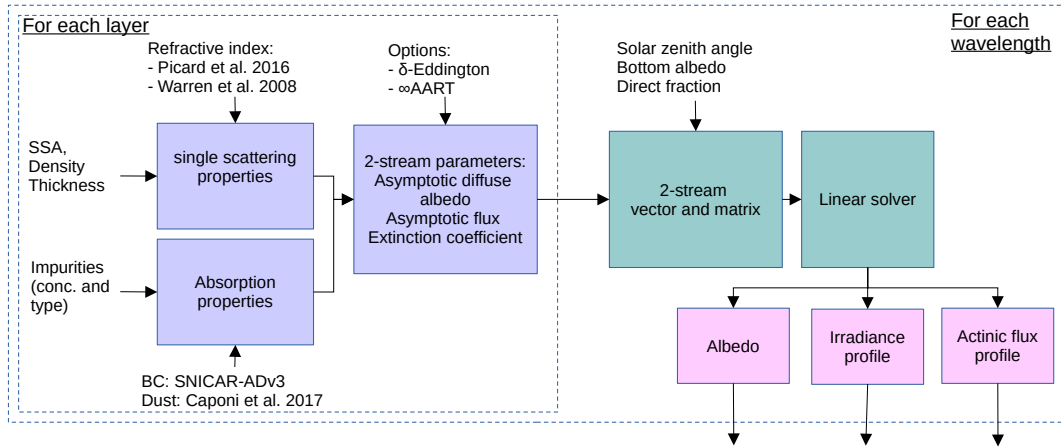 For each layer
For each
wavelength
Refractive index:
- Picard et al. 2016
- Warren et al. 2008
Options:
- δ-Eddington
- ∞AART
Solar zenith angle
Bottom albedo
Direct fraction
SSA,
Density
Thickness
single scattering
properties
2-stream parameters:
Asymptotic diffuse
albedo
Asymptotic flux
Extinction coefficient
2-stream
vector and matrix
Linear solver
Impurities
(conc. and
type)
Absorption
properties
BC: SNICAR-ADv3
Dust: Caponi et al. 2017
Albedo
Irradiance
profile
Actinic flux
profile